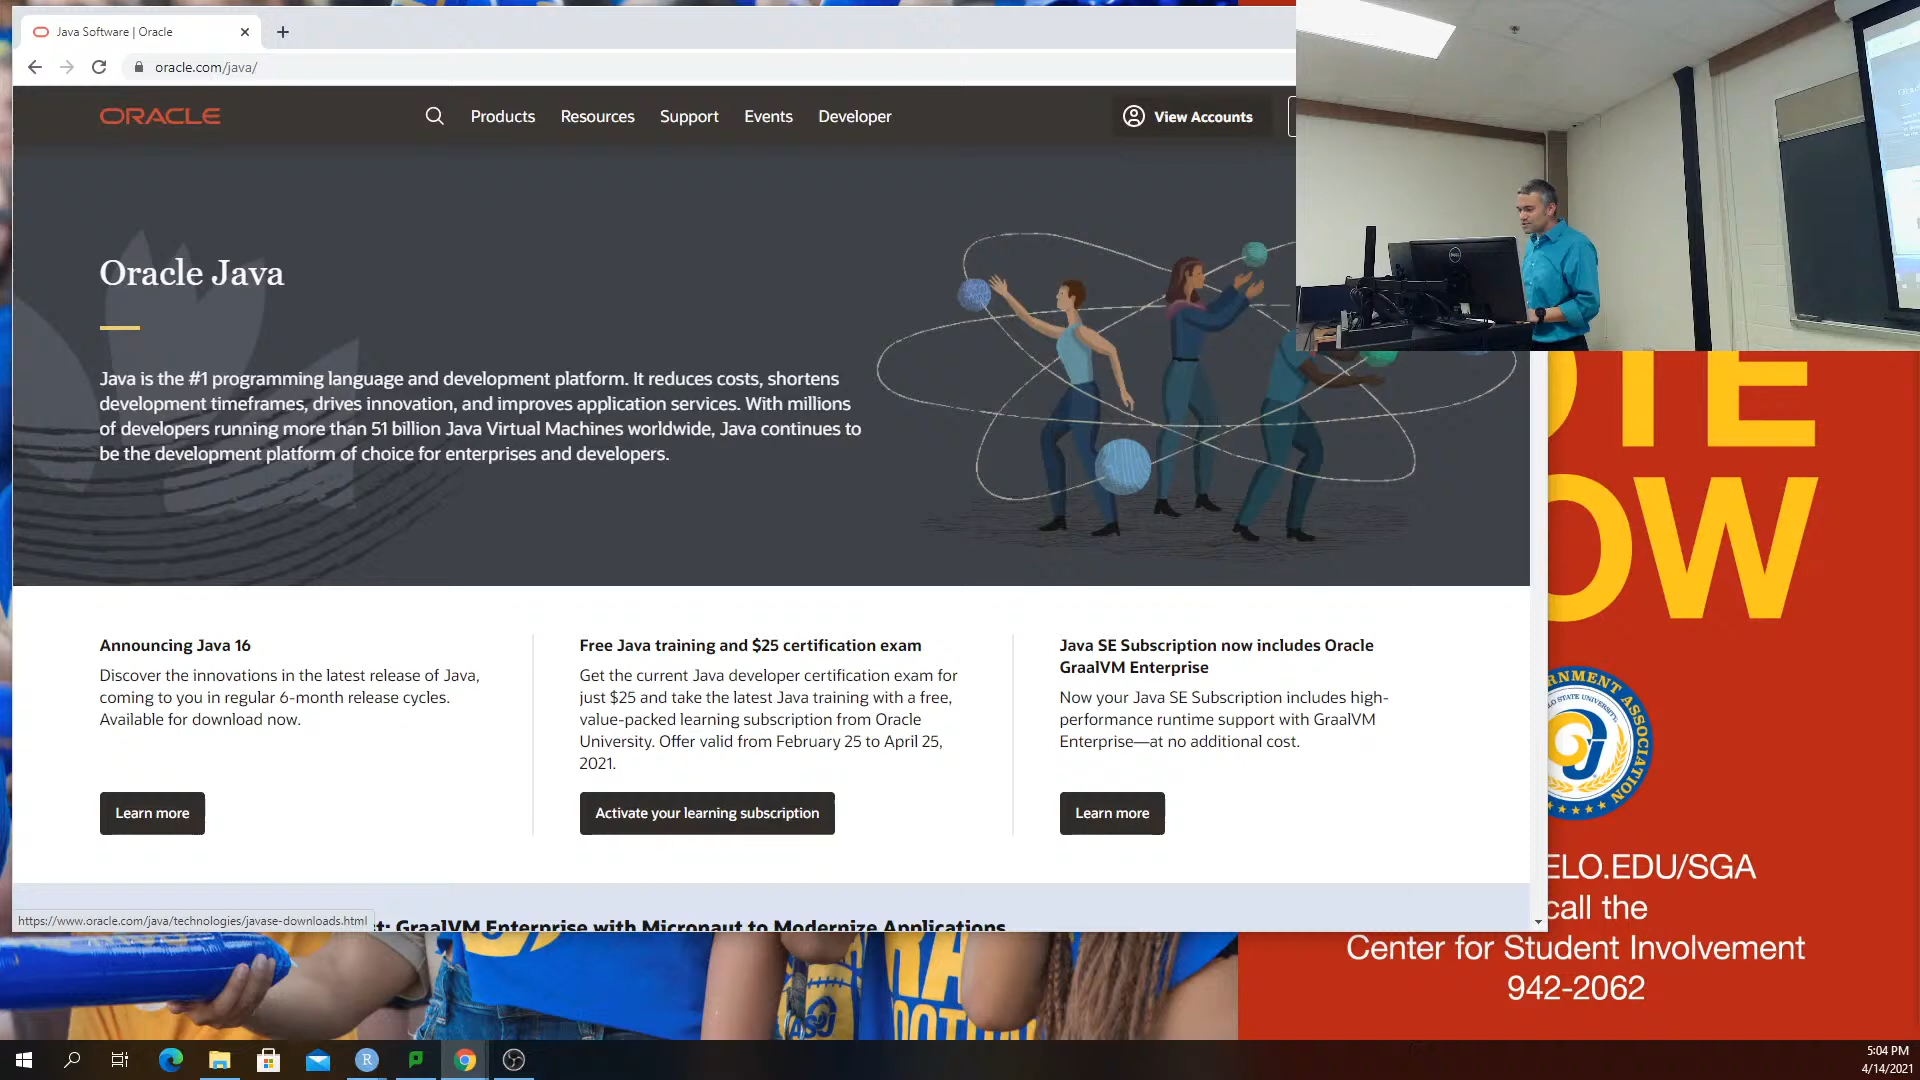 Java Software | Oracle
oracle.com/java/
ORACLE
Products
Resources
Support
Events
Developer
View Accounts
Oracle Java
Java is the #1 programming language and development platform. It reduces costs, shortens
development timeframes, drives innovation, and improves application services. With millions
of developers running more than 51 billion Java Virtual Machines worldwide, Java continues to
be the development platform of choice for enterprises and developers.
Announcing Java 16
Discover the innovations in the latest release of Java,
coming to you in regular 6-month release cycles.
Available for download now.
Learn more
Free Java training and $25 certification exam
Get the current Java developer certification exam for
just $25 and take the latest Java training with a free,
value-packed learning subscription from Oracle
University. Offer valid from February 25 to April 25,
2021.
Activate your learning subscription
Java SE Subscription now includes Oracle
GraalVM Enterprise
Now your Java SE Subscription includes high-
performance runtime support with GraalVM
Enterprise—at no additional cost.
Learn more
https://www.oracle.com/java/technologies/javase-downloads.html
t: GraalVM Enterprise with Micronaut to Modernize Applications
OTE
OW
RNMENT ASSOCIATION
LO STATE UNIVERSITY
ELO.EDU/SGA
call the
Center for Student Involvement
942-2062
5:04 PM
4/14/2021